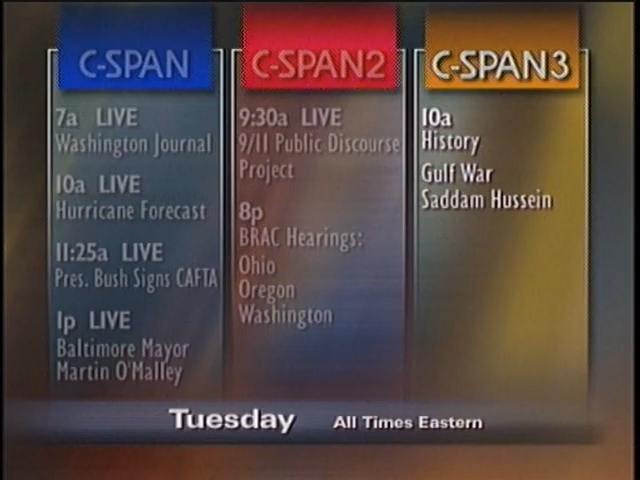 C-SPAN
7a LIVE
Washington Journal
10a LIVE
Hurricane Forecast
11:25a LIVE
Pres. Bush Signs CAFTA
1p LIVE
Baltimore Mayor
Martin O'Malley
C-SPAN2
9:30a LIVE
9/11 Public Discourse
Project
8p
BRAC Hearings:
Ohio
Oregon
Washington
C-SPAN3
10a
History
Gulf War
Saddam Hussein
Tuesday All Times Eastern